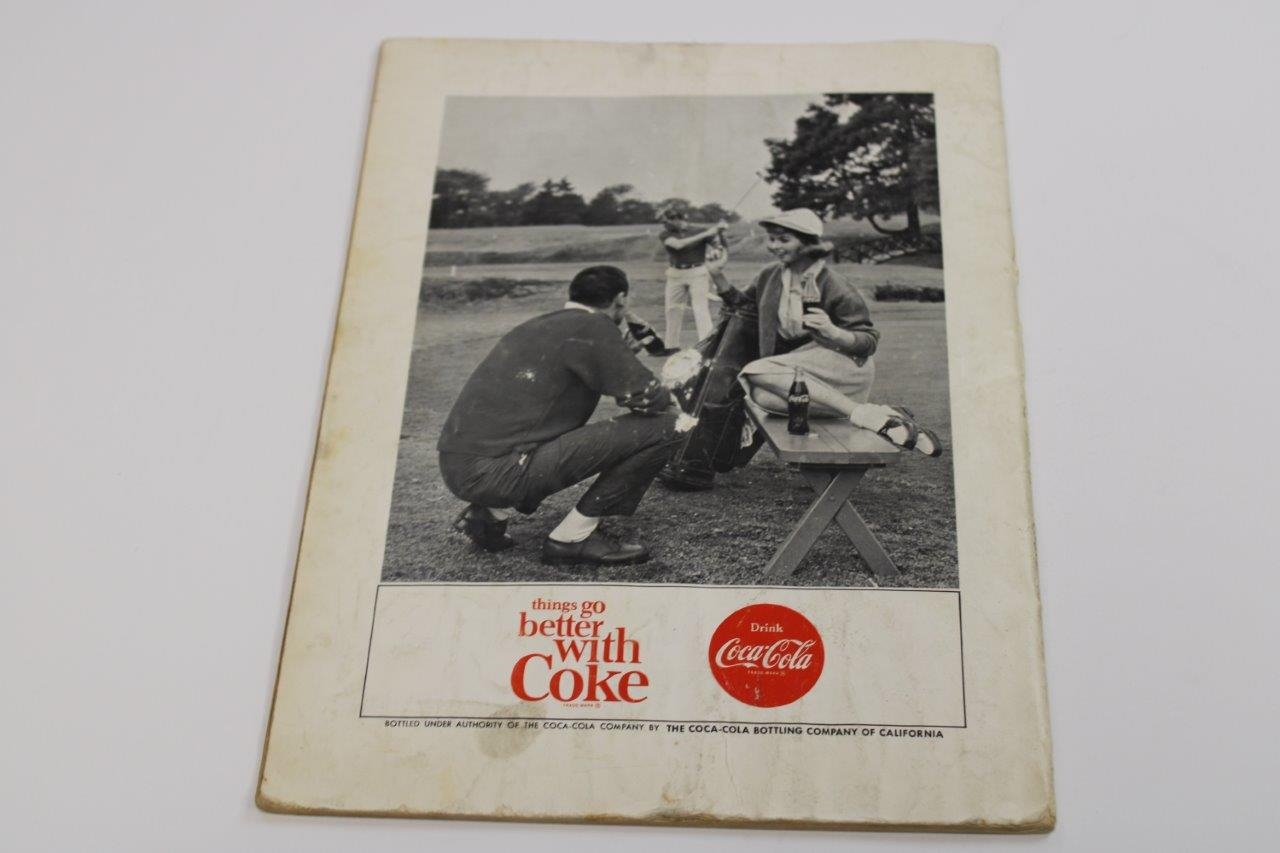 things go
better
with
Coke
TRADE MARK ®
Drink
Coca-Cola
TRADE MARK ®
BOTTLED UNDER AUTHORITY OF THE COCA-COLA COMPANY BY THE COCA-COLA BOTTLING COMPANY OF CALIFORNIA